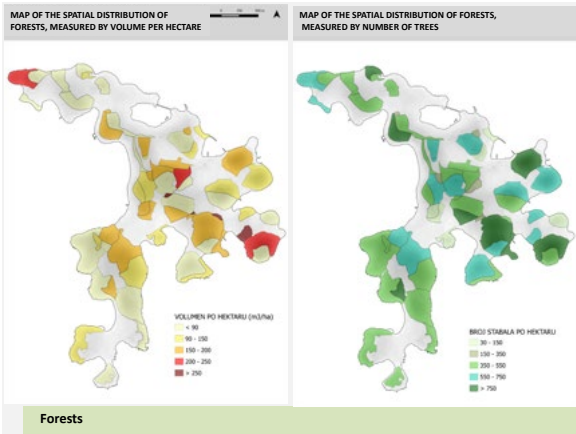 MAP OF THE SPATIAL DISTRIBUTION OF
FORESTS, MEASURED BY VOLUME PER HECTARE
VOLUMEN PO HEKTARU (m3/ha)
< 90
90 - 150
150 - 200
200 - 250
> 250
MAP OF THE SPATIAL DISTRIBUTION OF FORESTS,
MEASURED BY NUMBER OF TREES
BROJ STABALA PO HEKTARU
30 - 150
150 - 350
350 - 550
550 - 750
> 750
Forests